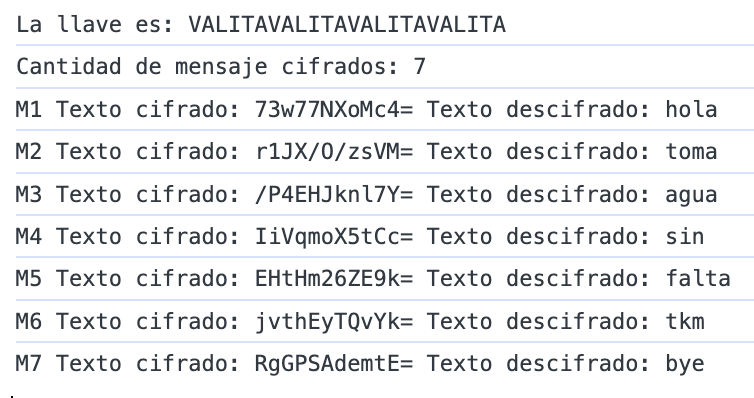 La llave es: VALITAVALITAVALITAVALITA
Cantidad de mensaje cifrados: 7
M1 Texto cifrado: 73w77NXoMc4= Texto descifrado: hola
M2 Texto cifrado: r1JX/O/zsVM= Texto descifrado: toma
M3 Texto cifrado: /P4EHJknl7Y= Texto descifrado: agua
M4 Texto cifrado: IiVqmoX5tCc= Texto descifrado: sin
M5 Texto cifrado: EHtHm26ZE9k= Texto descifrado: falta
M6 Texto cifrado: jvthEyTQvYk= Texto descifrado: tkm
M7 Texto cifrado: RgGPSAdemtE= Texto descifrado: bye